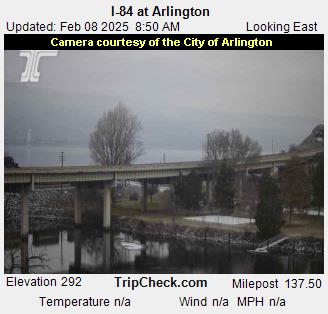 I-84 at Arlington
Updated: Feb 08 2025 8:50 AM Looking East
Camera courtesy of the City of Arlington
Elevation 292 TripCheck.com Milepost 137.50
Temperature n/a Wind n/a MPH n/a